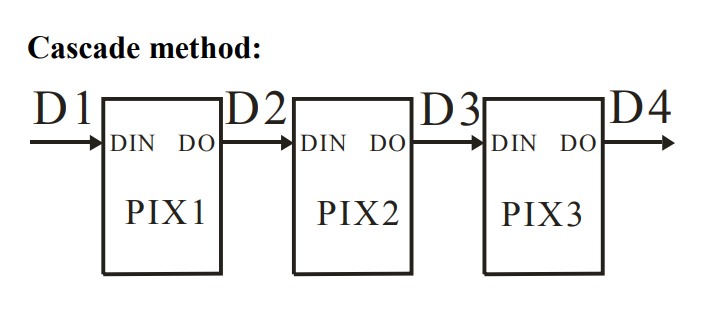 Cascade method:
D1 D2 D3 D4
DIN DO DIN DO DIN DO
PIX1 PIX2 PIX3